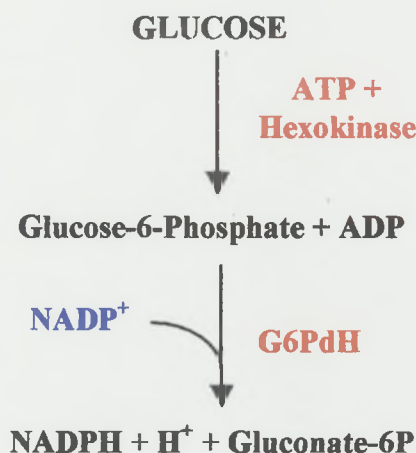 GLUCOSE
ATP +
Hexokinase
Glucose-6-Phosphate + ADP
NADP⁺
G6PdH
NADPH + H⁺ + Gluconate-6P